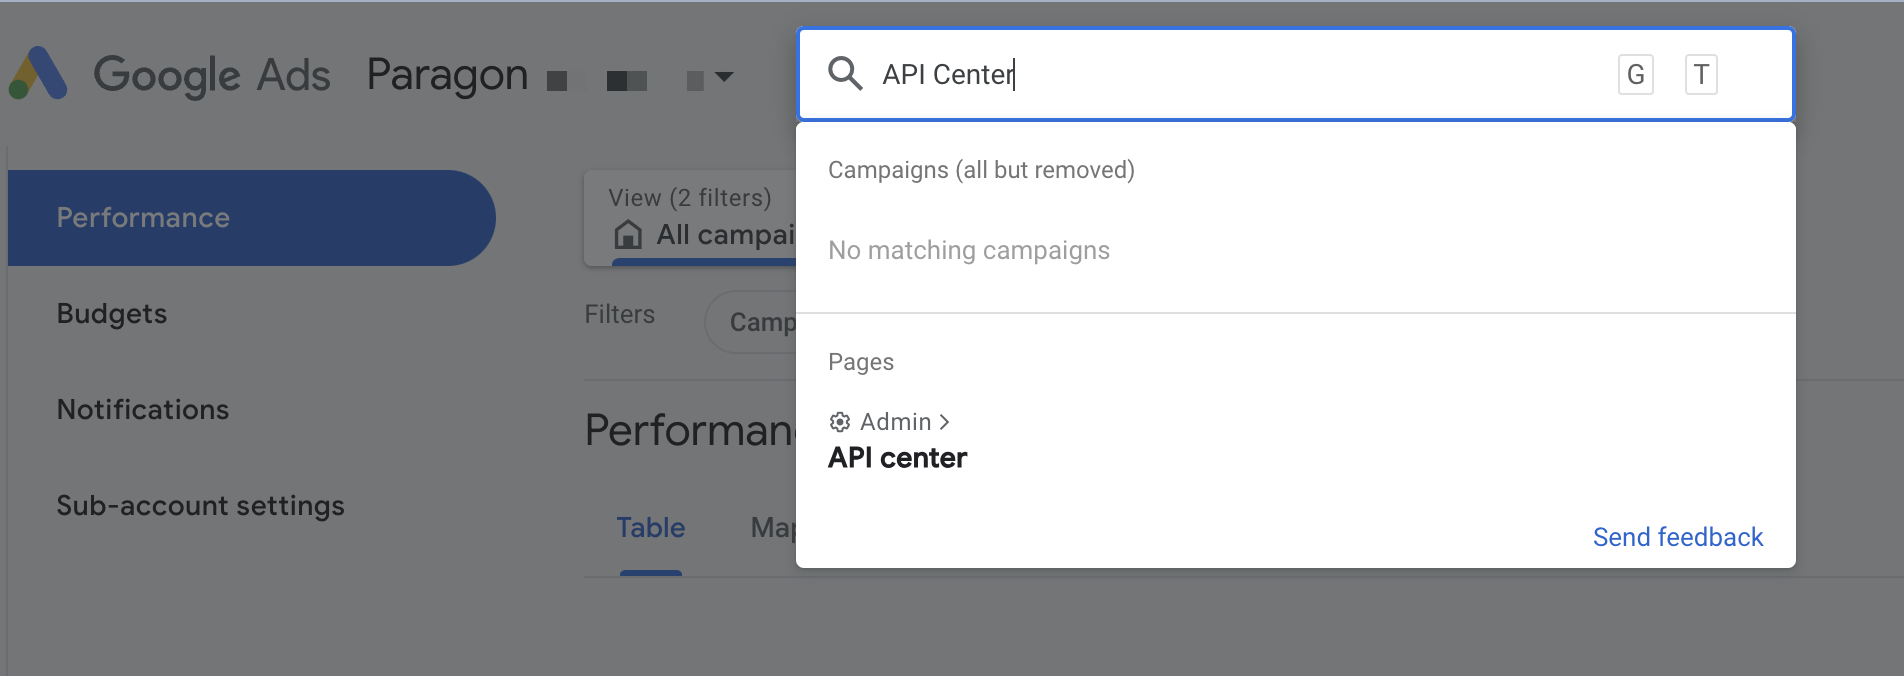 Google Ads Paragon
API Center G T
Campaigns (all but removed)
No matching campaigns
Pages
Admin >
API center
Send feedback
Performance
Budgets
Notifications
Sub-account settings
View (2 filters)
All campai
Filters
Camp
Performan
Table Map